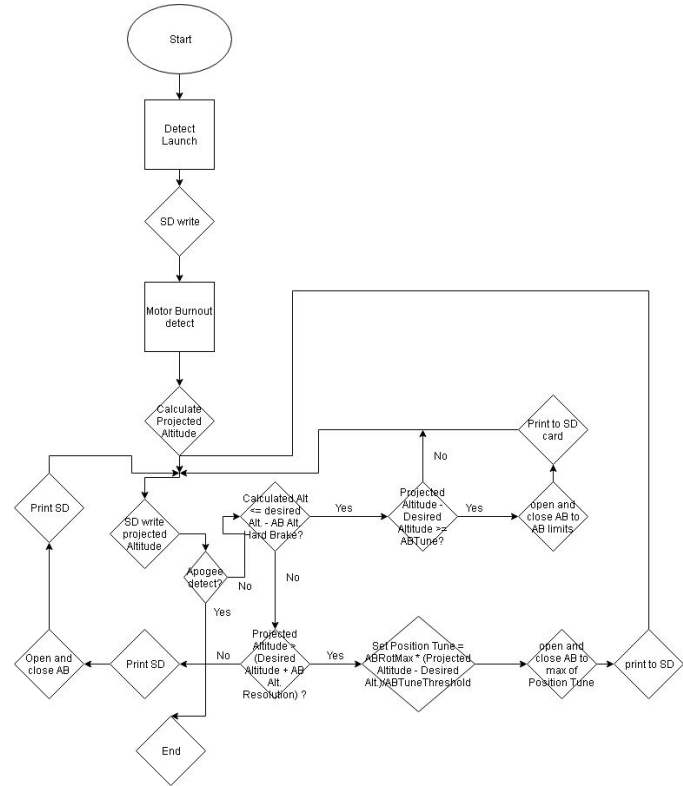 Start
Detect
Launch
SD write
Motor Burnout
detect
Calculate
Projected
Altitude
Print to SD
card
No
Print SD
SD write
projected
Altitude
Calculated Alt
<= desired
Alt. - AB Alt.
Hard Brake?
Yes
Projected
Altitude -
Desired
Altitude >=
ABTune?
Yes
open and
close AB to
AB limits
Apogee
detect?
No
No
Yes
Open and
close AB
Print SD
No
Projected
Altitude >
(Desired
Altitude + AB
Alt.
Resolution) ?
Yes
Set Position Tune =
ABRotMax * (Projected
Altitude - Desired
Alt.)/ABTuneThreshold
open and
close AB to
max of
Position Tune
print to SD
End